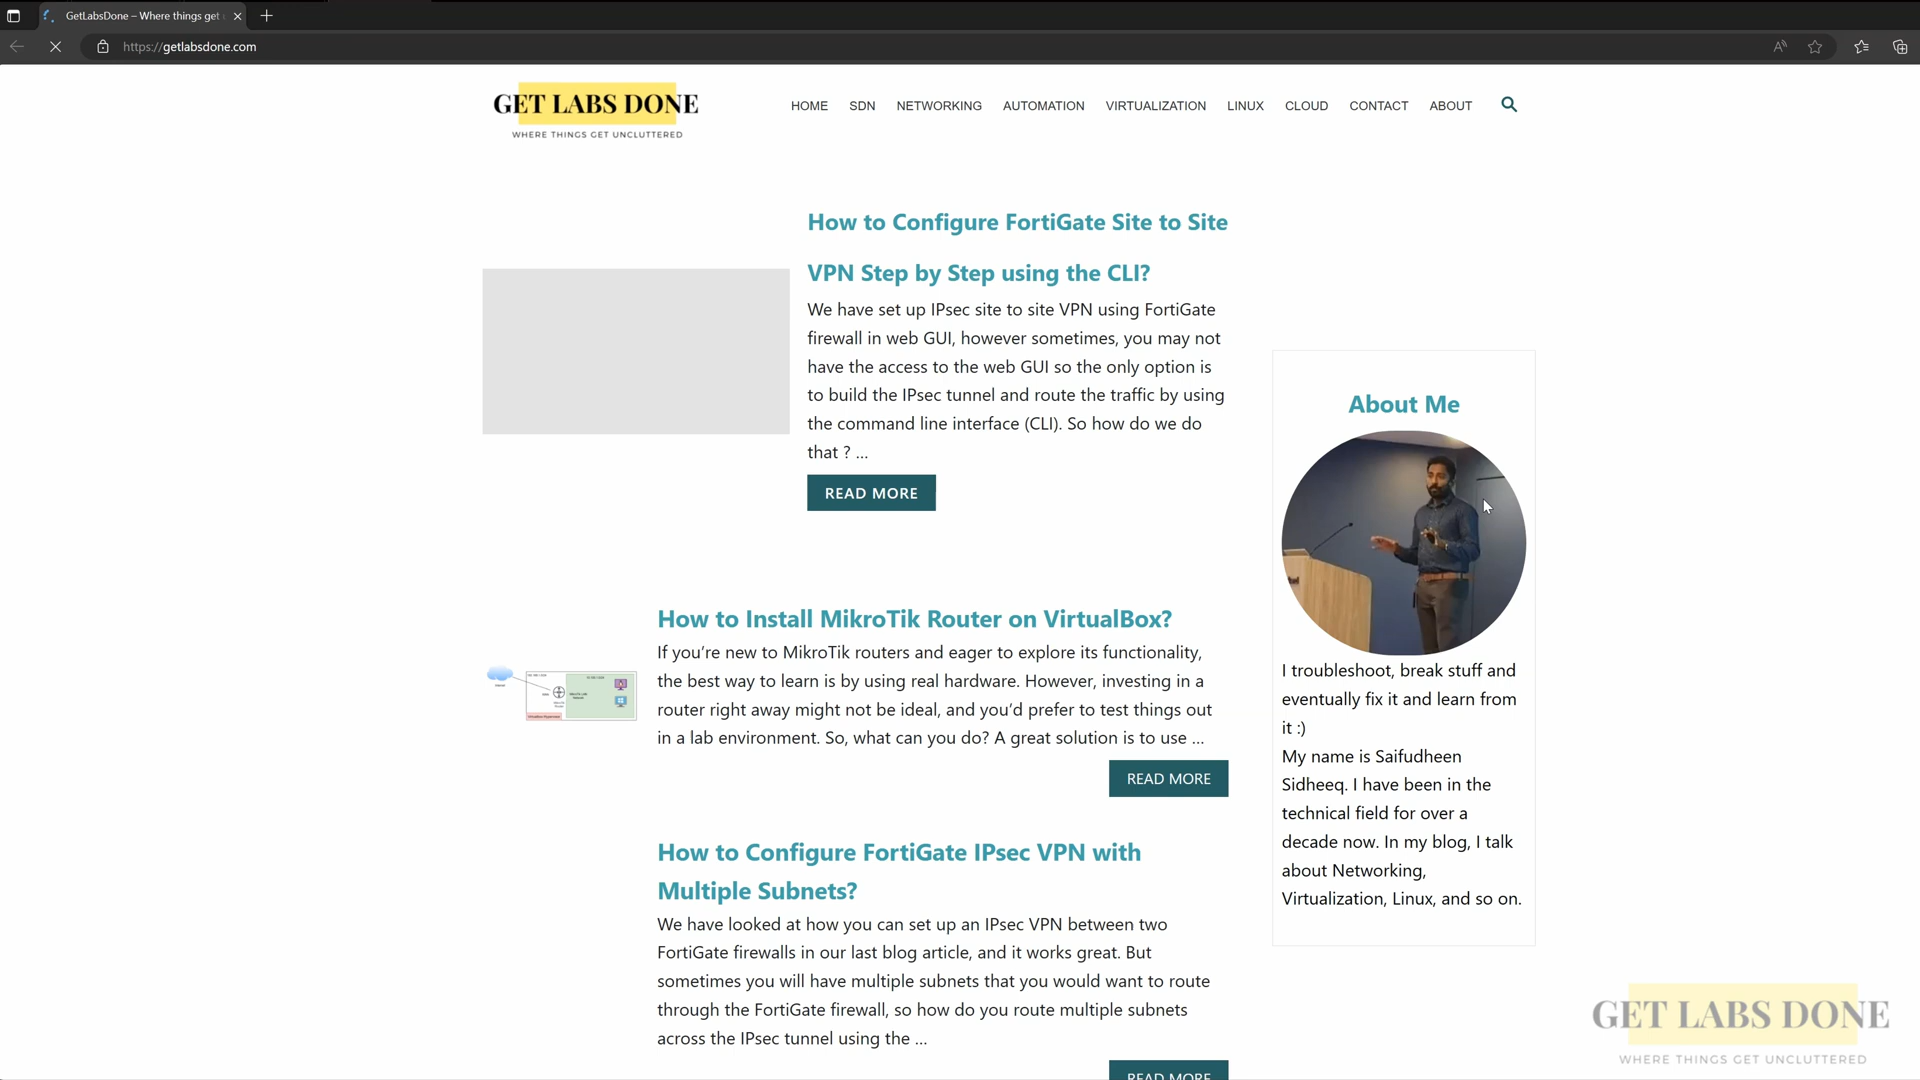 GetLabsDone – Where things get
https://getlabsdone.com
GET LABS DONE
WHERE THINGS GET UNCLUTTERED
HOME SDN NETWORKING AUTOMATION VIRTUALIZATION LINUX CLOUD CONTACT ABOUT
How to Configure FortiGate Site to Site
VPN Step by Step using the CLI?
We have set up IPsec site to site VPN using FortiGate
firewall in web GUI, however sometimes, you may not
have the access to the web GUI so the only option is
to build the IPsec tunnel and route the traffic by using
the command line interface (CLI). So how do we do
that ? ...
READ MORE
How to Install MikroTik Router on VirtualBox?
If you’re new to MikroTik routers and eager to explore its functionality,
the best way to learn is by using real hardware. However, investing in a
router right away might not be ideal, and you’d prefer to test things out
in a lab environment. So, what can you do? A great solution is to use ...
READ MORE
How to Configure FortiGate IPsec VPN with
Multiple Subnets?
We have looked at how you can set up an IPsec VPN between two
FortiGate firewalls in our last blog article, and it works great. But
sometimes you will have multiple subnets that you would want to route
through the FortiGate firewall, so how do you route multiple subnets
across the IPsec tunnel using the ...
READ MORE
About Me
I troubleshoot, break stuff and
eventually fix it and learn from
it :)
My name is Saifudheen
Sidheeq. I have been in the
technical field for over a
decade now. In my blog, I talk
about Networking,
Virtualization, Linux, and so on.
GET LABS DONE
WHERE THINGS GET UNCLUTTERED